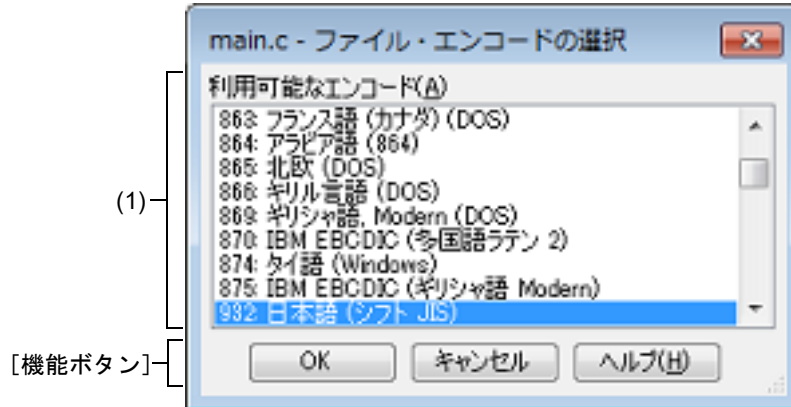 main.c - ファイル・エンコードの選択
利用可能なエンコード(A)
863: フランス語 (カナダ) (DOS)
864: アラビア語 (864)
865: 北欧 (DOS)
866: キリル言語 (DOS)
869: ギリシャ語, Modern (DOS)
870: IBM EBCDIC (多国語ラテン 2)
874: タイ語 (Windows)
875: IBM EBCDIC (ギリシャ語 Modern)
932: 日本語 (シフト JIS)
(1)
[機能ボタン]
OK キャンセル ヘルプ(H)